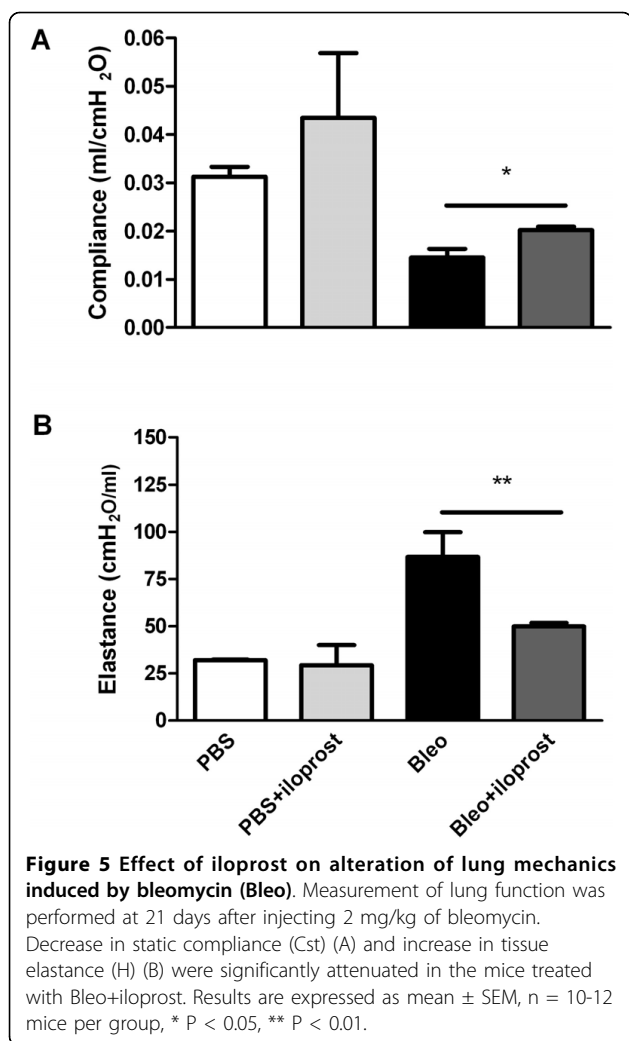 A
Compliance (ml/cmH2O)
0.06
0.05
0.04
0.03
0.02
0.01
0.00
*
B
Elastance (cmH2O/ml)
150
125
100
75
50
25
0
**
PBS
PBS+iloprost
Bleo
Bleo+iloprost
Figure 5 Effect of iloprost on alteration of lung mechanics
induced by bleomycin (Bleo). Measurement of lung function was
performed at 21 days after injecting 2 mg/kg of bleomycin.
Decrease in static compliance (Cst) (A) and increase in tissue
elastance (H) (B) were significantly attenuated in the mice treated
with Bleo+iloprost. Results are expressed as mean ± SEM, n = 10-12
mice per group, * P < 0.05, ** P < 0.01.